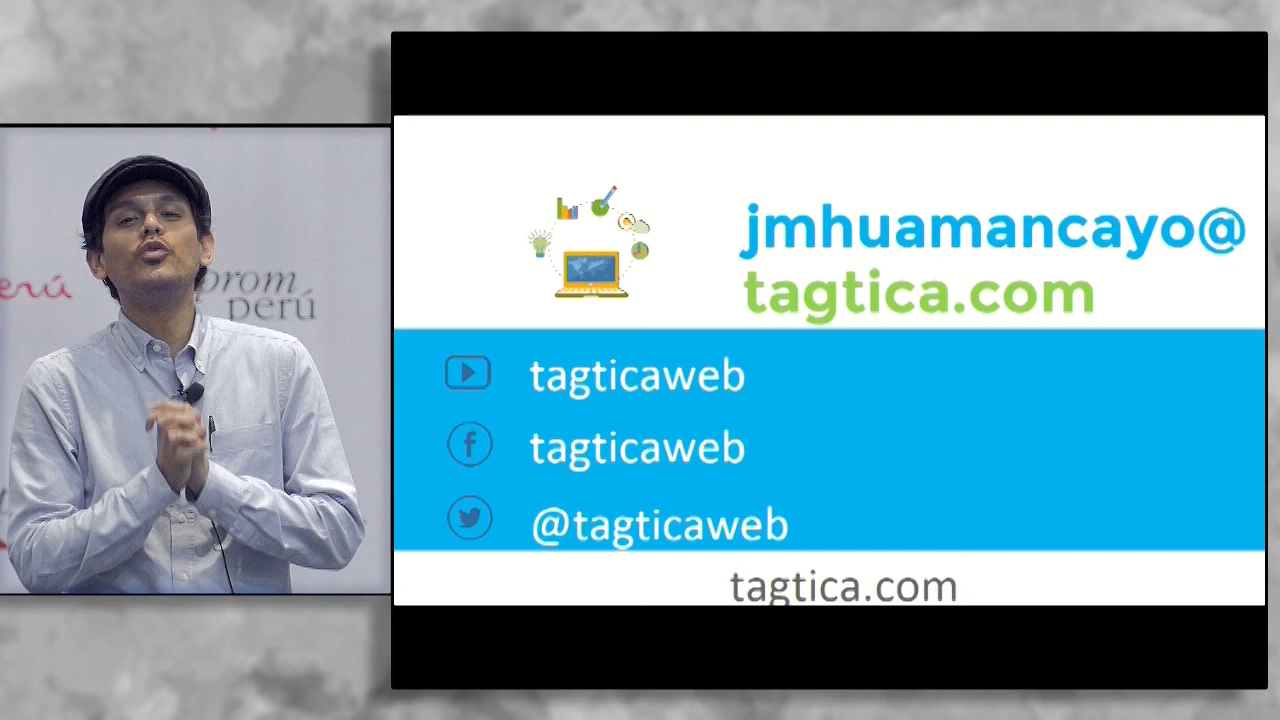 erú
prom
perú
jmhuamancayo@
tagtica.com
tagticaweb
tagticaweb
@tagticaweb
tagtica.com